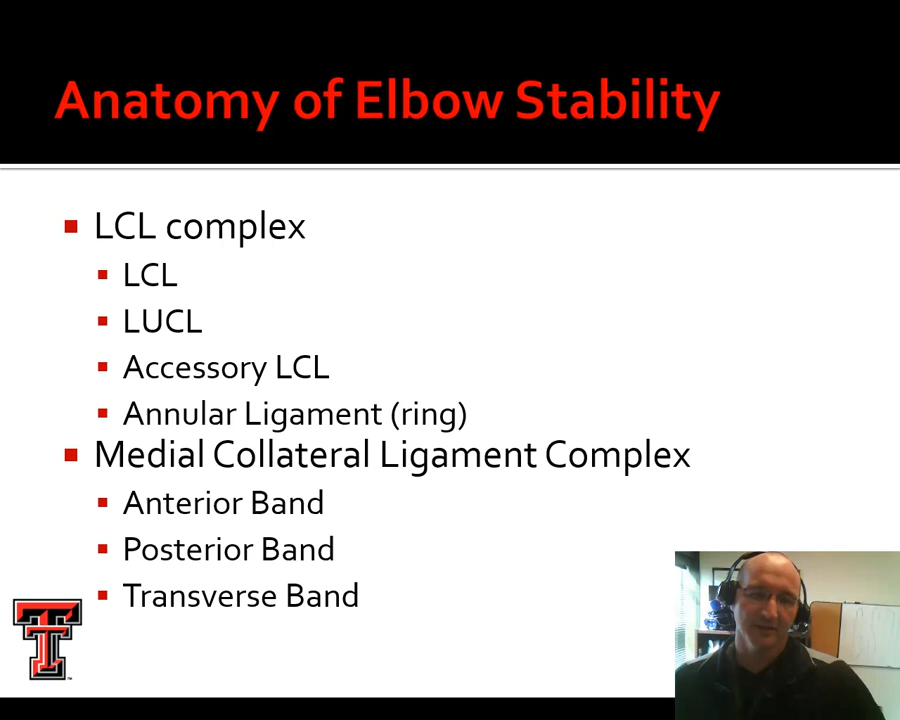 Anatomy of Elbow Stability
LCL complex
LCL
LUCL
Accessory LCL
Annular Ligament (ring)
Medial Collateral Ligament Complex
Anterior Band
Posterior Band
Transverse Band
TT